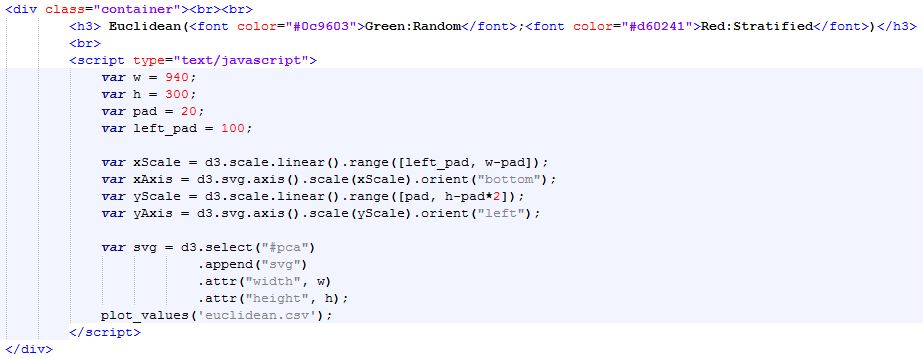 <div class="container"><br><br>
<h3> Euclidean(<font color="#0c9603">Green:Random</font>;<font color="#d60241">Red:Stratified</font>)</h3>
<br>
<script type="text/javascript">
var w = 940;
var h = 300;
var pad = 20;
var left_pad = 100;
var xScale = d3.scale.linear().range([left_pad, w-pad]);
var xAxis = d3.svg.axis().scale(xScale).orient("bottom");
var yScale = d3.scale.linear().range([pad, h-pad*2]);
var yAxis = d3.svg.axis().scale(yScale).orient("left");
var svg = d3.select("#pca")
.append("svg")
.attr("width", w)
.attr("height", h);
plot_values('euclidean.csv');
</script>
</div>